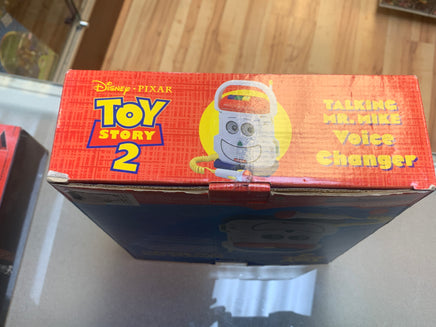 Disney · PIXAR
TOY
STORY
2
TALKING
MR. MIKE
Voice
Changer